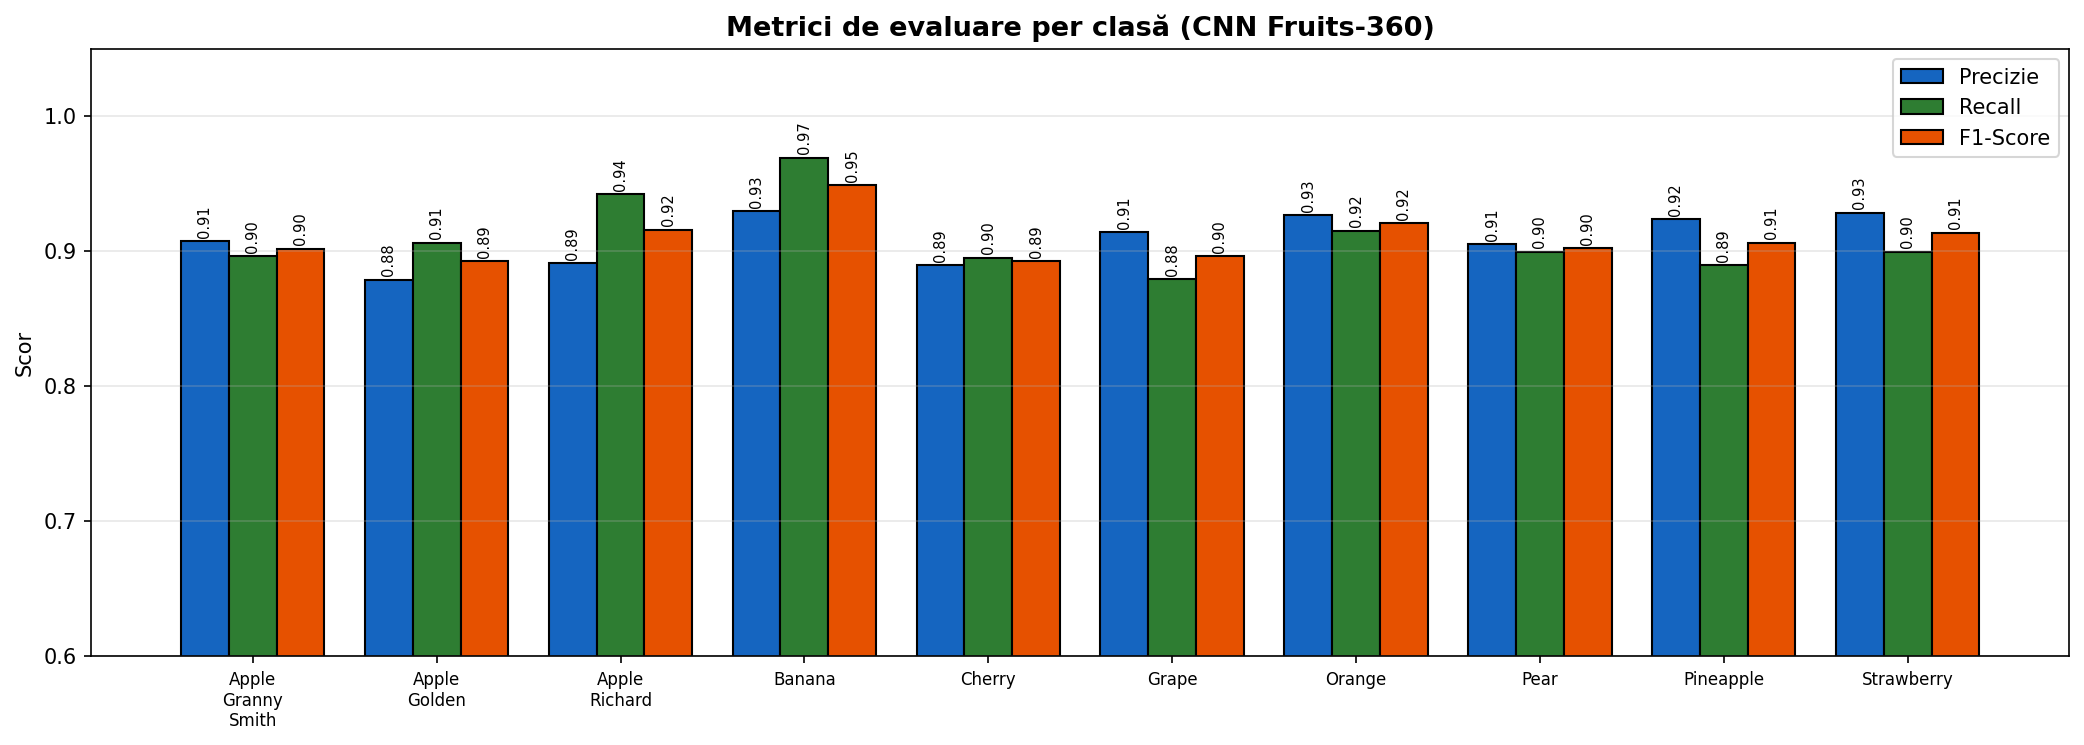 Metrici de evaluare per clasă (CNN Fruits-360)
Precizie
Recall
F1-Score
Scor
1.0
0.9
0.8
0.7
0.6
0.91
0.90
0.90
0.88
0.91
0.89
0.89
0.94
0.92
0.93
0.97
0.95
0.89
0.90
0.89
0.91
0.88
0.90
0.93
0.92
0.92
0.91
0.90
0.90
0.92
0.89
0.91
0.93
0.90
0.91
Apple
Granny
Smith
Apple
Golden
Apple
Richard
Banana
Cherry
Grape
Orange
Pear
Pineapple
Strawberry